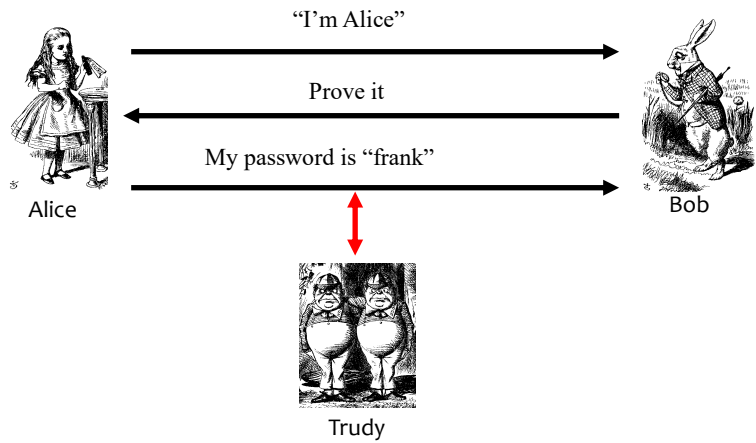 “I’m Alice”
Prove it
My password is “frank”
Alice
Bob
Trudy